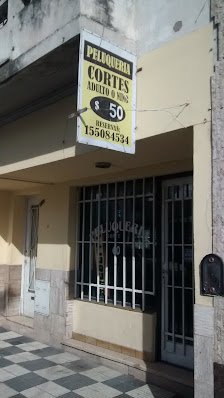 PELUQUERIA
CORTES
ADULTO O NIÑO
$ 50
RESERVAS:
155084534
PELUQUERIA